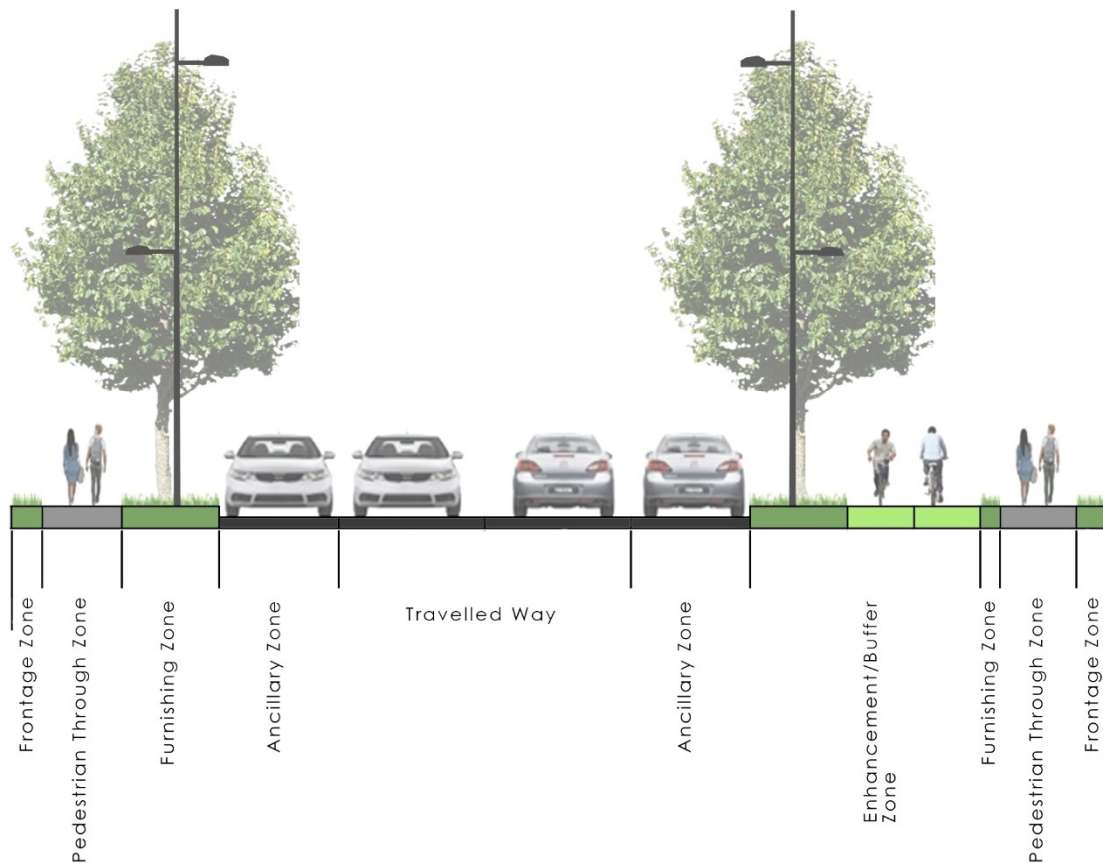 Frontage Zone
Pedestrian Through Zone
Furnishing Zone
Ancillary Zone
Travelled Way
Ancillary Zone
Enhancement/Buffer
Zone
Furnishing Zone
Pedestrian Through Zone
Frontage Zone